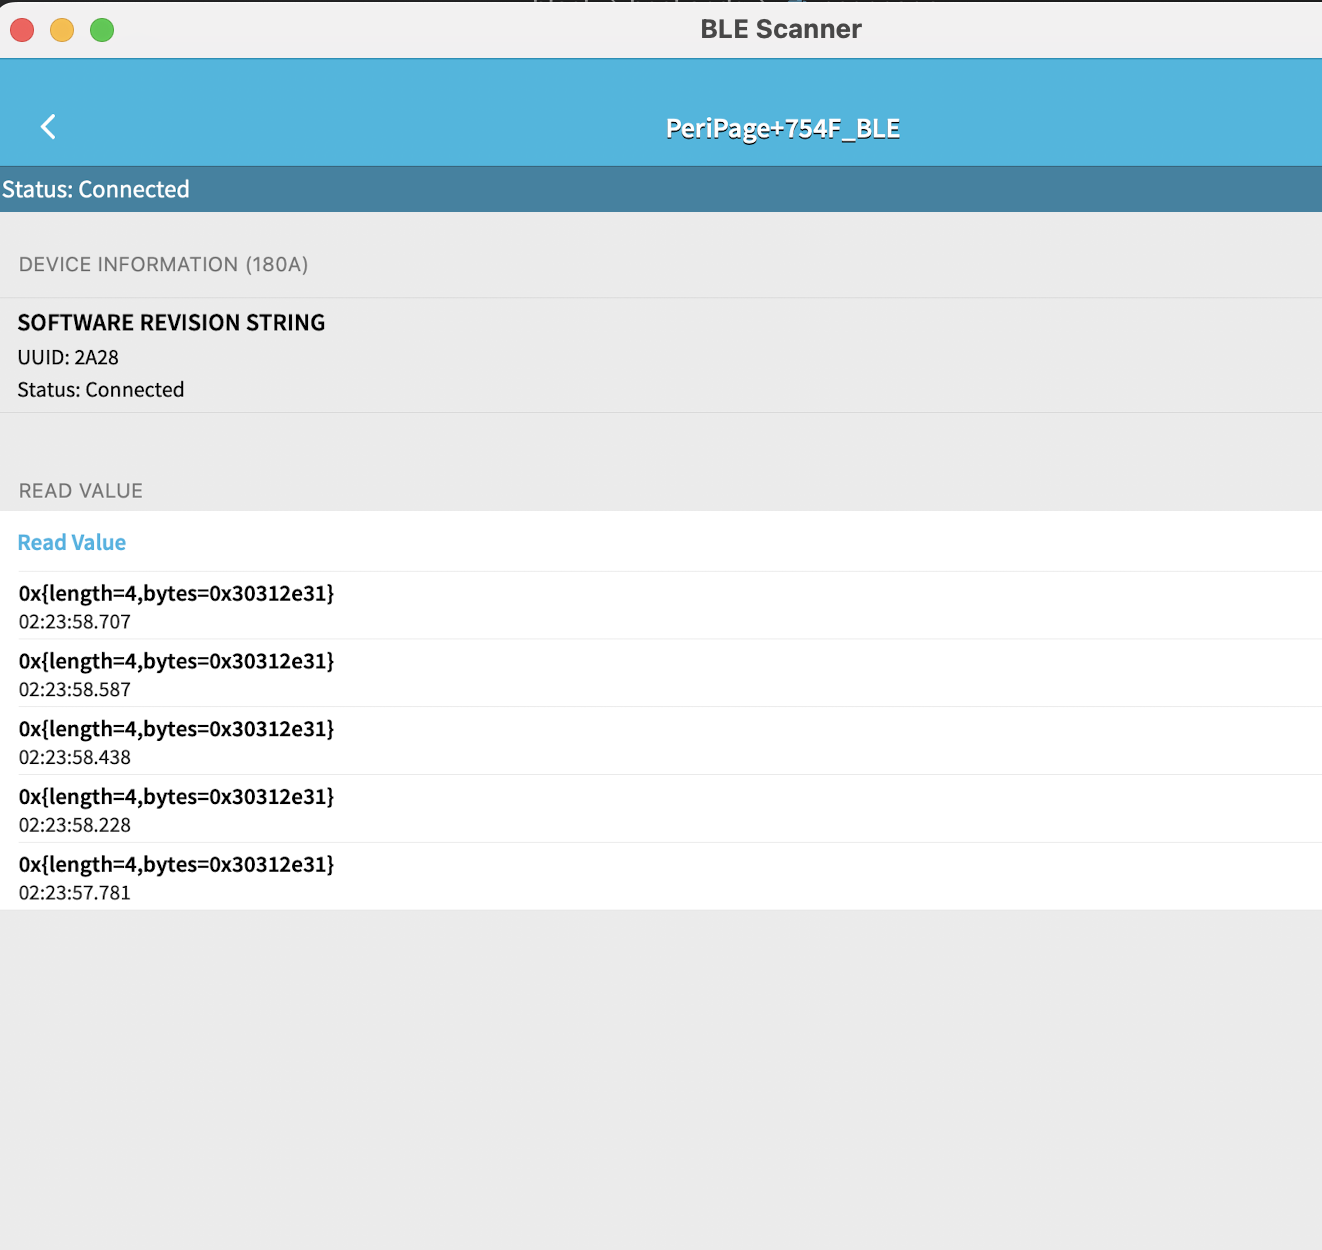 BLE Scanner
PeriPage+754F_BLE
Status: Connected
DEVICE INFORMATION (180A)
SOFTWARE REVISION STRING
UUID: 2A28
Status: Connected
READ VALUE
Read Value
0x{length=4,bytes=0x30312e31}
02:23:58.707
0x{length=4,bytes=0x30312e31}
02:23:58.587
0x{length=4,bytes=0x30312e31}
02:23:58.438
0x{length=4,bytes=0x30312e31}
02:23:58.228
0x{length=4,bytes=0x30312e31}
02:23:57.781